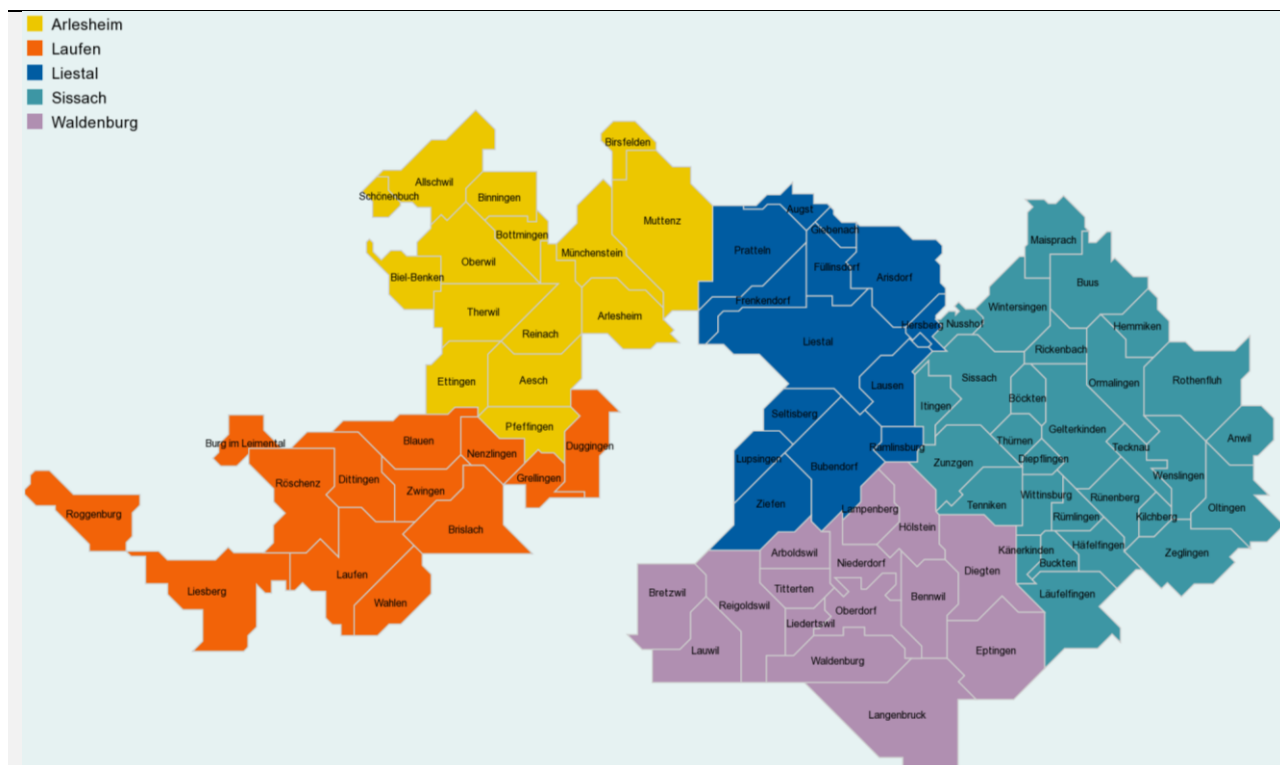 Arlesheim
Laufen
Liestal
Sissach
Waldenburg
Birsfelden
Allschwil
Schönenbuch
Binningen
Muttenz
Augst
Bottmingen
Giebenach
Maisprach
Münchenstein
Pratteln
Oberwil
Füllinsdorf
Biel-Benken
Arisdorf
Buus
Frenkendorf
Wintersingen
Therwil
Arlesheim
Hersberg
Nusshof
Hemmiken
Reinach
Liestal
Rickenbach
Ettingen
Aesch
Lausen
Sissach
Ormalingen
Rothenfluh
Böckten
Itingen
Seltisberg
Pfeffingen
Gelterkinden
Blauen
Burg im Leimental
Duggingen
Ramlinsburg
Thürnen
Tecknau
Anwil
Nenzlingen
Lupsingen
Bubendorf
Zunzgen
Diepflingen
Grellingen
Wenslingen
Röschenz
Dittingen
Zwingen
Wittinsburg
Rünenberg
Ziefen
Tenniken
Oltingen
Lampenberg
Roggenburg
Rümlingen
Kilchberg
Hölstein
Brislach
Häfelfingen
Arboldswil
Känerkinden
Zeglingen
Niederdorf
Buckten
Diegten
Laufen
Titterten
Liesberg
Bretzwil
Läufelfingen
Bennwil
Wahlen
Reigoldswil
Oberdorf
Liedertswil
Lauwil
Eptingen
Waldenburg
Langenbruck